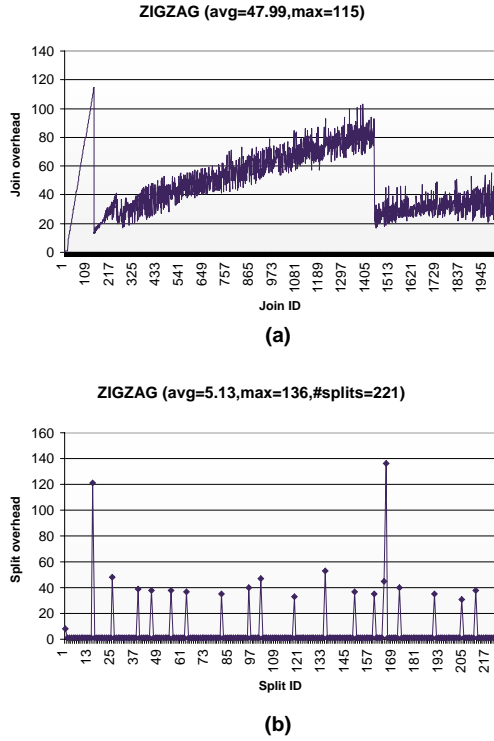 ZIGZAG (avg=47.99,max=115)
140
120
100
80
60
40
20
0
Join overhead
1 109 217 325 433 541 649 757 865 973 1081 1189 1297 1405 1513 1621 1729 1837 1945
Join ID
(a)
ZIGZAG (avg=5.13,max=136,#splits=221)
160
140
120
100
80
60
40
20
0
Split overhead
1 13 25 37 49 61 73 85 97 109 121 133 145 157 169 181 193 205 217
Split ID
(b)